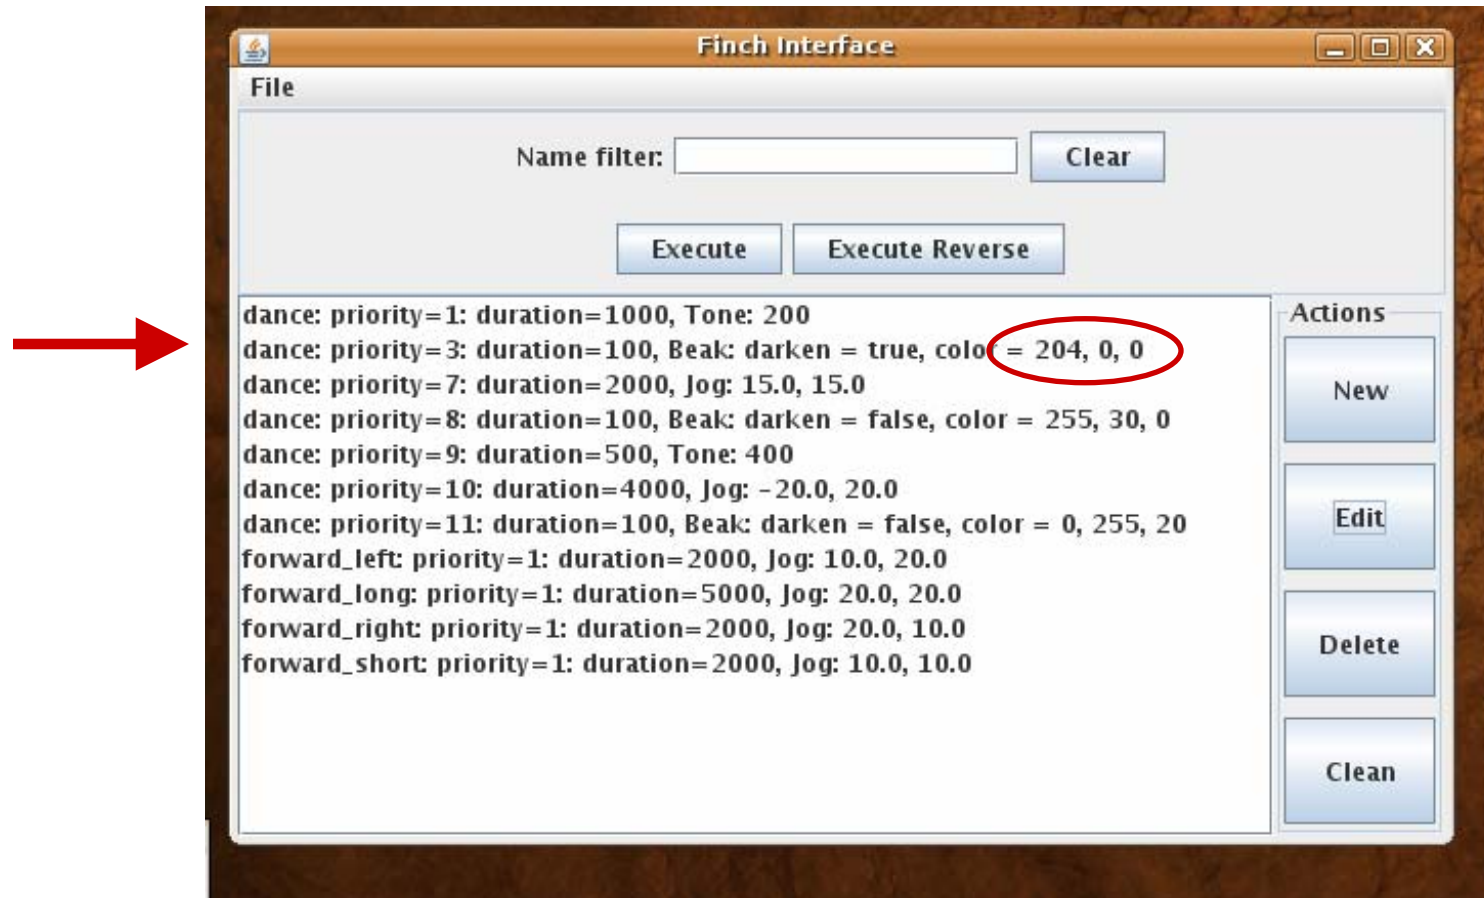 Finch Interface
File
Name filter:
Clear
Execute
Execute Reverse
dance: priority=1: duration=1000, Tone: 200
dance: priority=3: duration=100, Beak: darken = true, color = 204, 0, 0
dance: priority=7: duration=2000, Jog: 15.0, 15.0
dance: priority=8: duration=100, Beak: darken = false, color = 255, 30, 0
dance: priority=9: duration=500, Tone: 400
dance: priority=10: duration=4000, Jog: -20.0, 20.0
dance: priority=11: duration=100, Beak: darken = false, color = 0, 255, 20
forward_left: priority=1: duration=2000, Jog: 10.0, 20.0
forward_long: priority=1: duration=5000, Jog: 20.0, 20.0
forward_right: priority=1: duration=2000, Jog: 20.0, 10.0
forward_short: priority=1: duration=2000, Jog: 10.0, 10.0
Actions
New
Edit
Delete
Clean